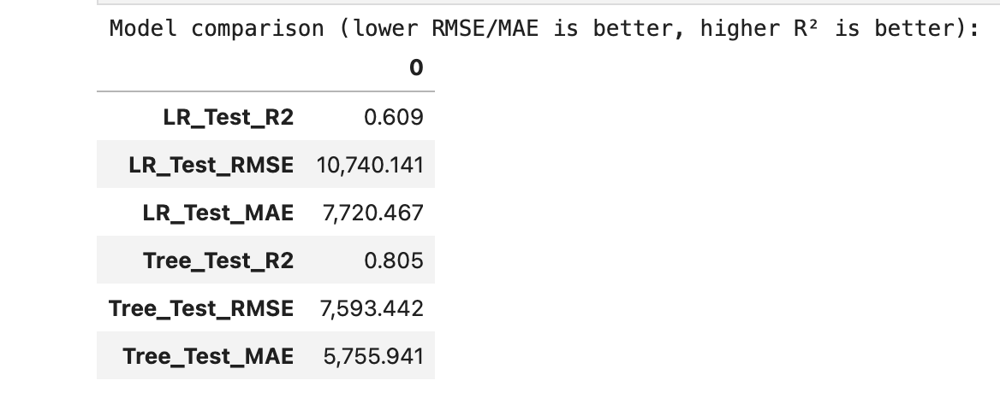 Model comparison (lower RMSE/MAE is better, higher R² is better):
0
LR_Test_R2 0.609
LR_Test_RMSE 10,740.141
LR_Test_MAE 7,720.467
Tree_Test_R2 0.805
Tree_Test_RMSE 7,593.442
Tree_Test_MAE 5,755.941